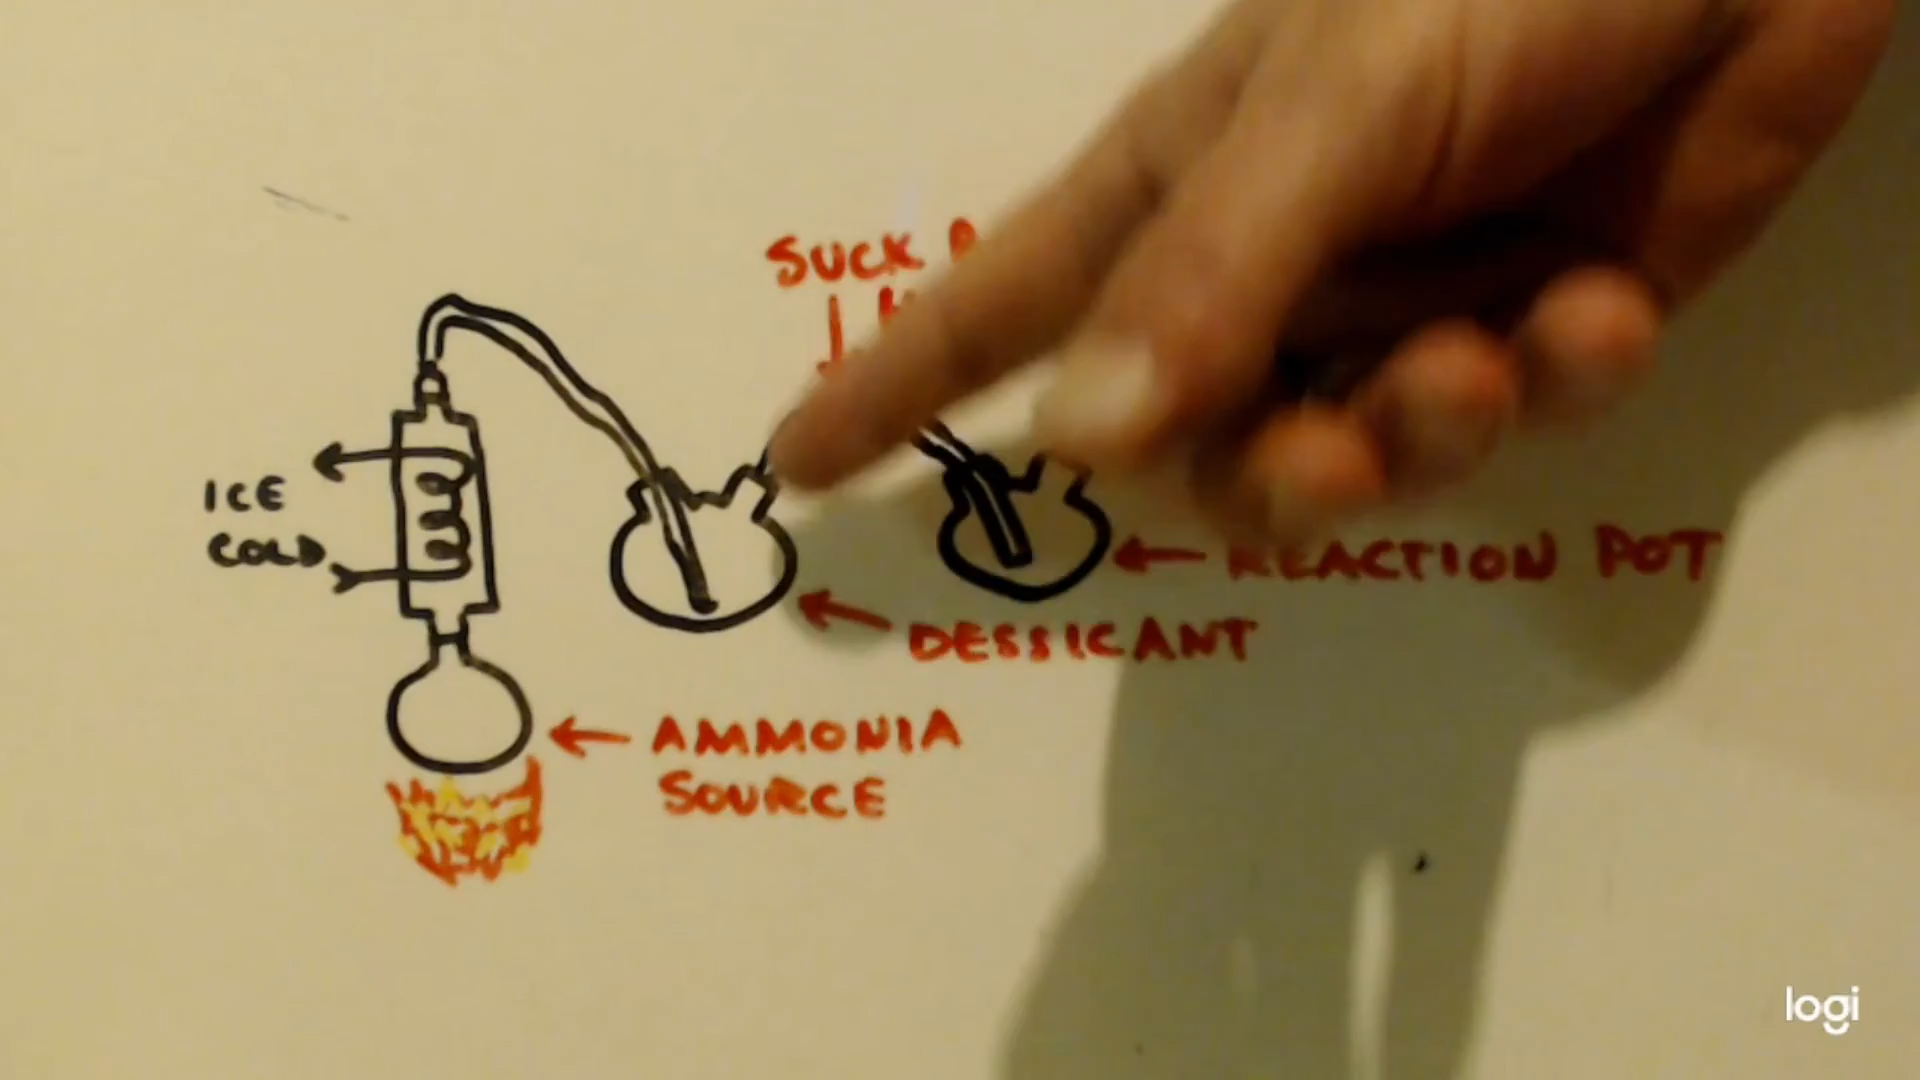 SUCK
ICE
COLD
REACTION POT
DESSICANT
AMMONIA
SOURCE
logi